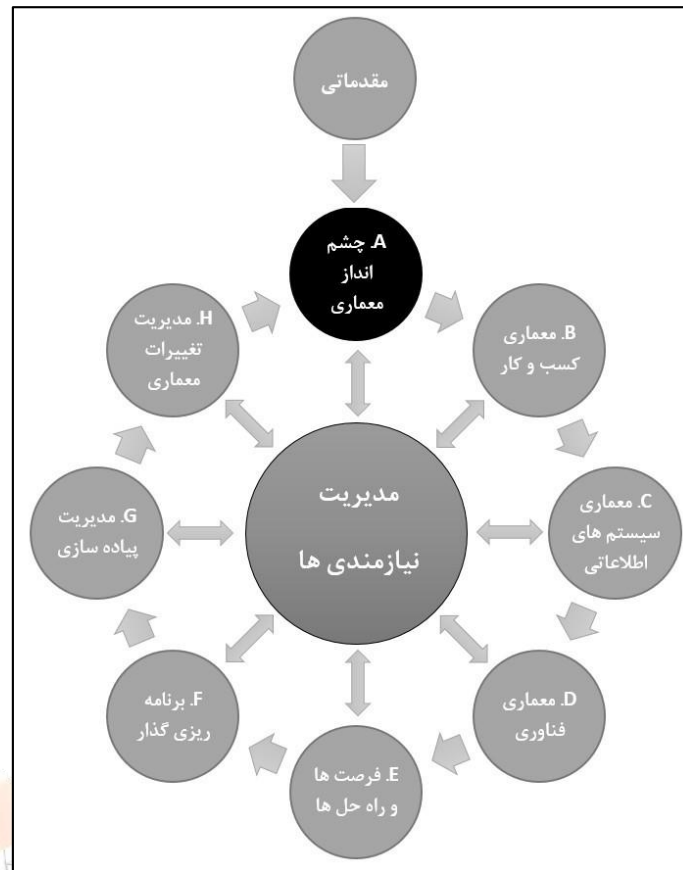 مقدماتی
A. چشم
انداز
معماری
B. معماری
کسب و کار
C. معماری
سیستم های
اطلاعاتی
D. معماری
فناوری
E. فرصت ها
و راه حل ها
F. برنامه
ریزی گذار
G. مدیریت
پیاده سازی
H. مدیریت
تغییرات
معماری
مدیریت
نیازمندی ها